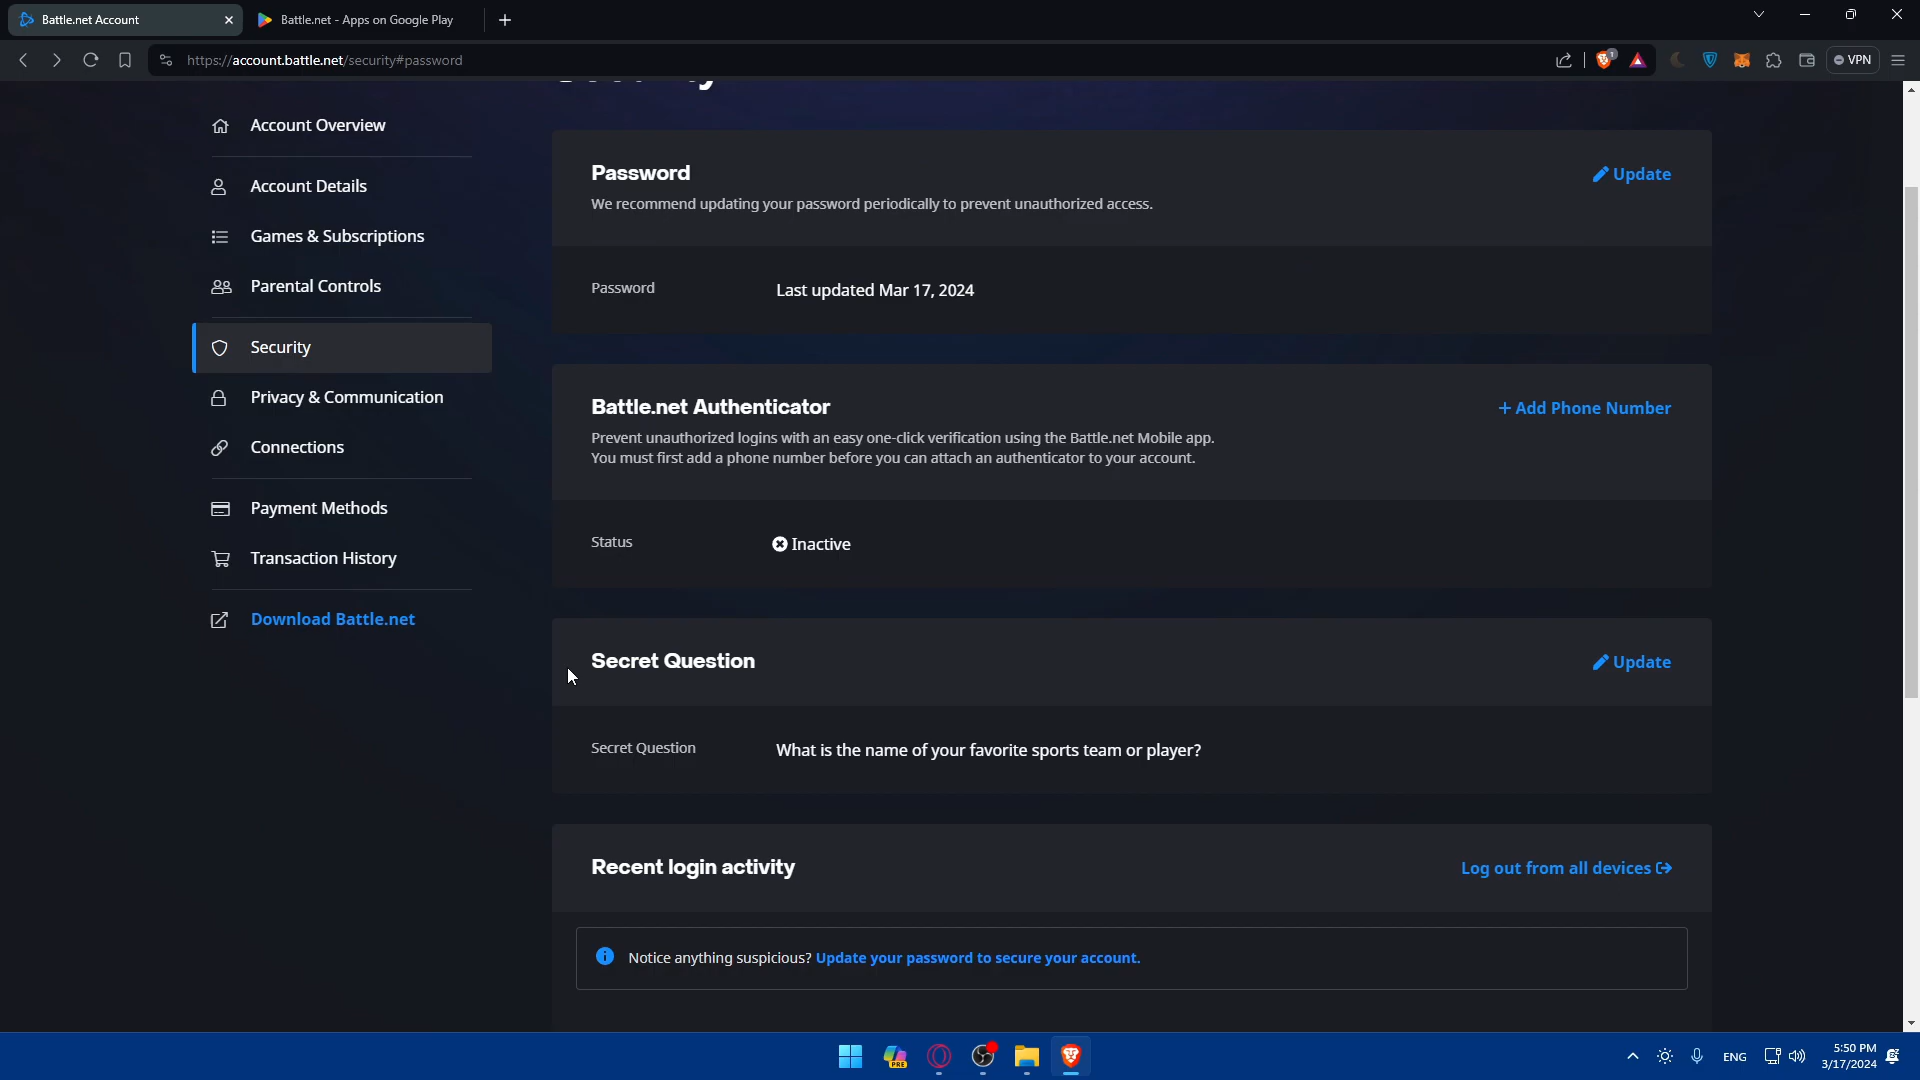 Battle.net Account
Battle.net - Apps on Google Play
https://account.battle.net/security#password
1
VPN
Account Overview
Account Details
Games & Subscriptions
Parental Controls
Security
Privacy & Communication
Connections
Payment Methods
Transaction History
Download Battle.net
Password
Update
We recommend updating your password periodically to prevent unauthorized access.
Password
Last updated Mar 17, 2024
Battle.net Authenticator
+ Add Phone Number
Prevent unauthorized logins with an easy one-click verification using the Battle.net Mobile app.
You must first add a phone number before you can attach an authenticator to your account.
Status
Inactive
Secret Question
Update
Secret Question
What is the name of your favorite sports team or player?
Recent login activity
Log out from all devices
Notice anything suspicious? Update your password to secure your account.
PRE
ENG
5:50 PM
3/17/2024